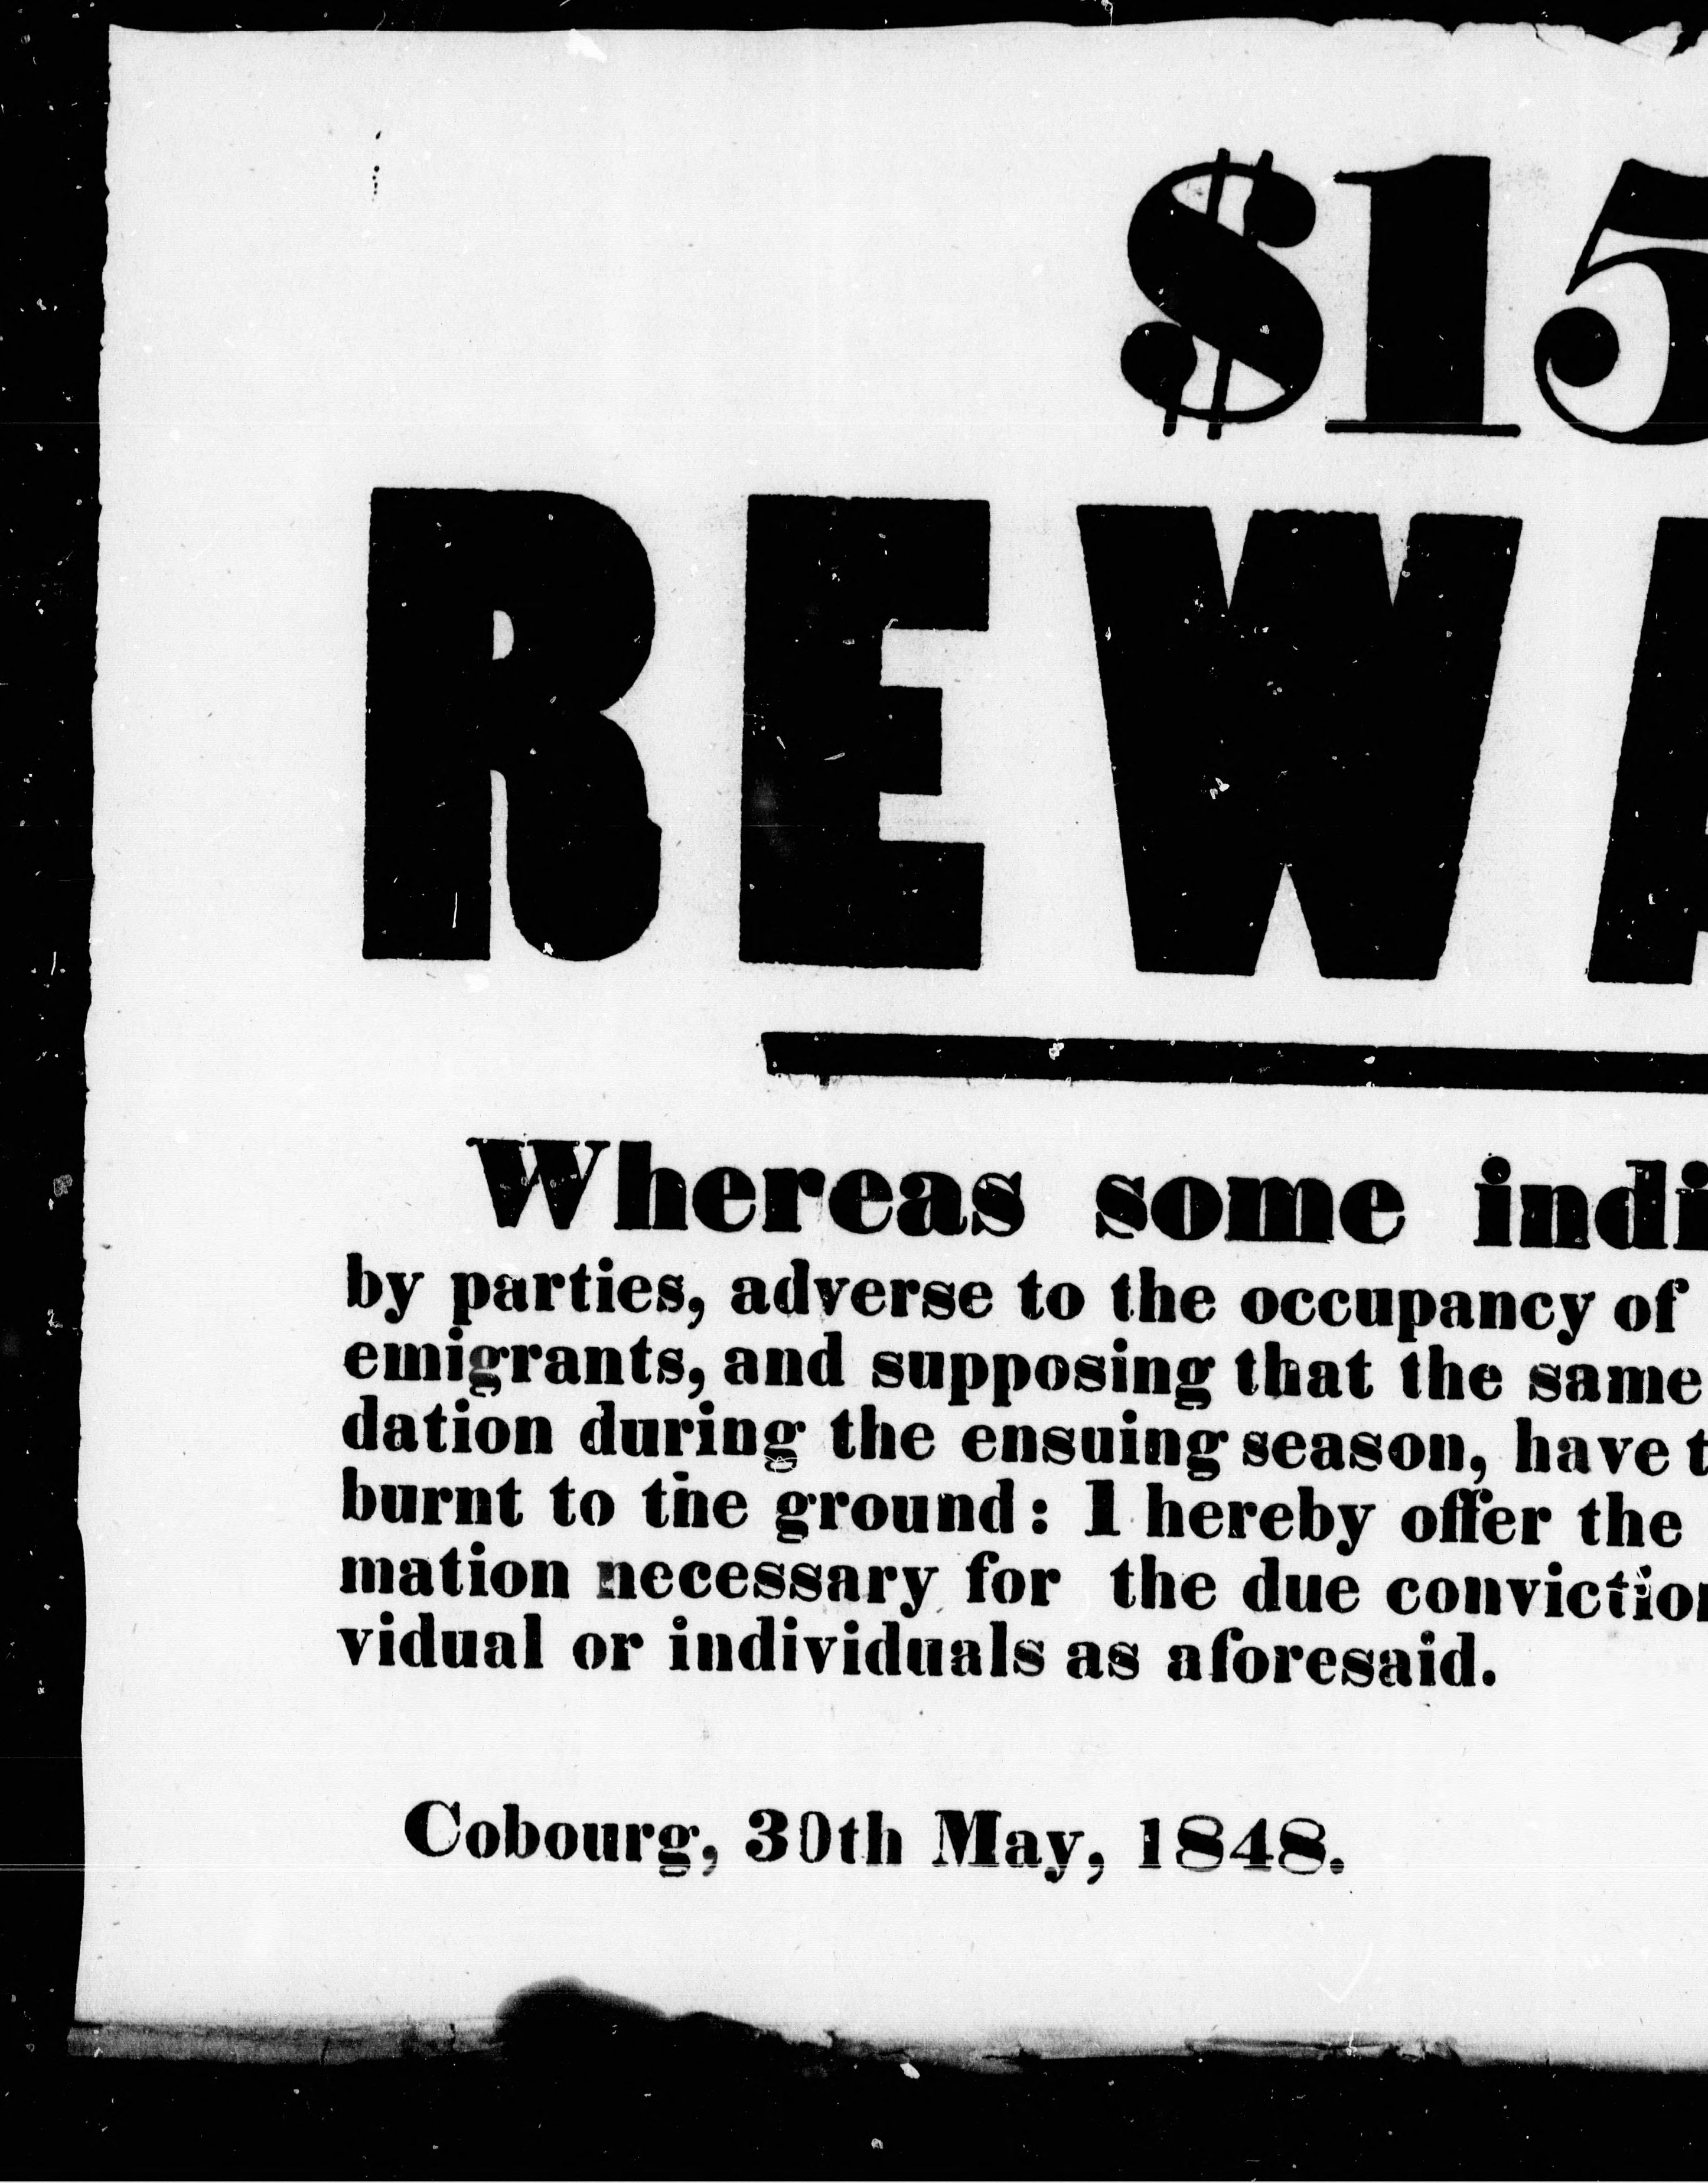 $15
REWA
Whereas some indi
by parties, adverse to the occupancy of
emigrants, and supposing that the same
dation during the ensuing season, have t
burnt to the ground: I hereby offer the
mation necessary for the due conviction
vidual or individuals as aforesaid.
Cobourg, 30th May, 1848.